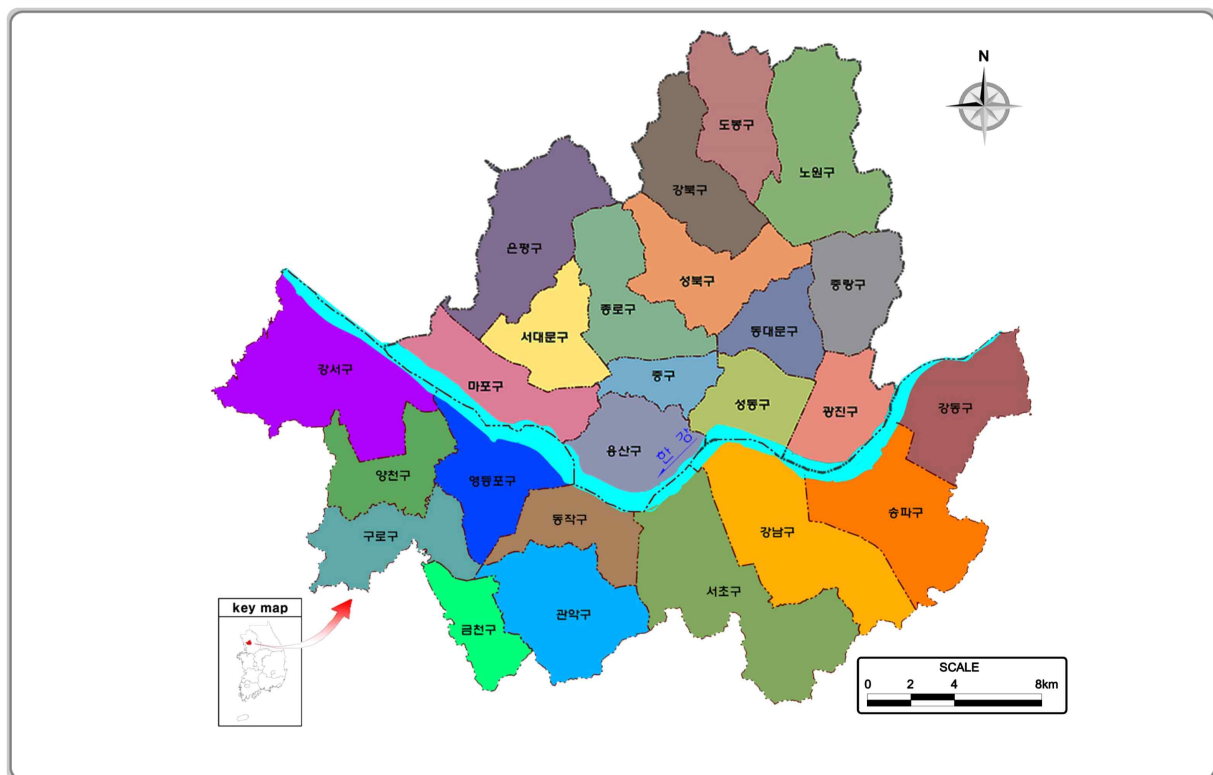 N
도봉구
노원구
강북구
은평구
성북구
중랑구
종로구
동대문구
서대문구
강서구
마포구
중구
성동구
광진구
강동구
용산구
한 강
양천구
영등포구
동작구
송파구
구로구
강남구
서초구
관악구
금천구
key map
SCALE
0 2 4 8km